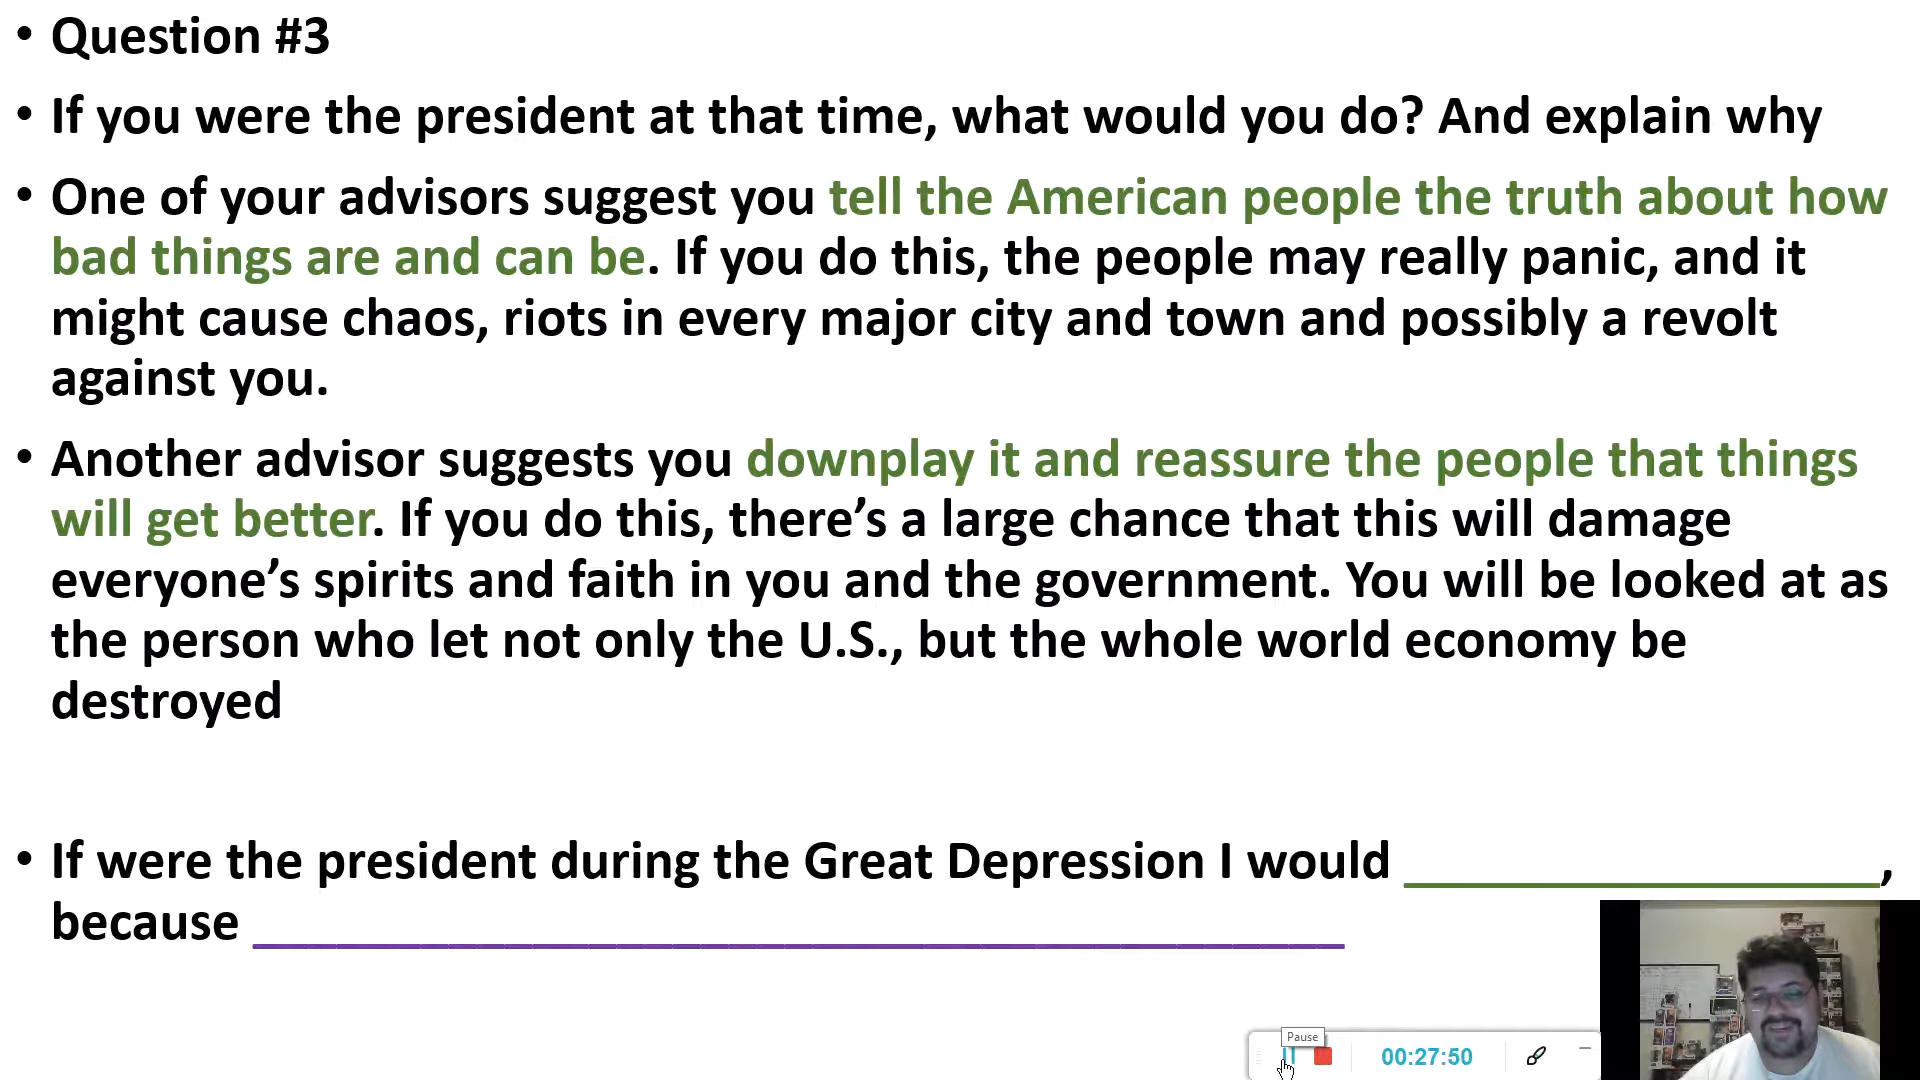 • Question #3
• If you were the president at that time, what would you do? And explain why
• One of your advisors suggest you tell the American people the truth about how
bad things are and can be. If you do this, the people may really panic, and it
might cause chaos, riots in every major city and town and possibly a revolt
against you.
• Another advisor suggests you downplay it and reassure the people that things
will get better. If you do this, there’s a large chance that this will damage
everyone’s spirits and faith in you and the government. You will be looked at as
the person who let not only the U.S., but the whole world economy be
destroyed
• If were the president during the Great Depression I would _________________,
because _______________________________________
Pause
00:27:50